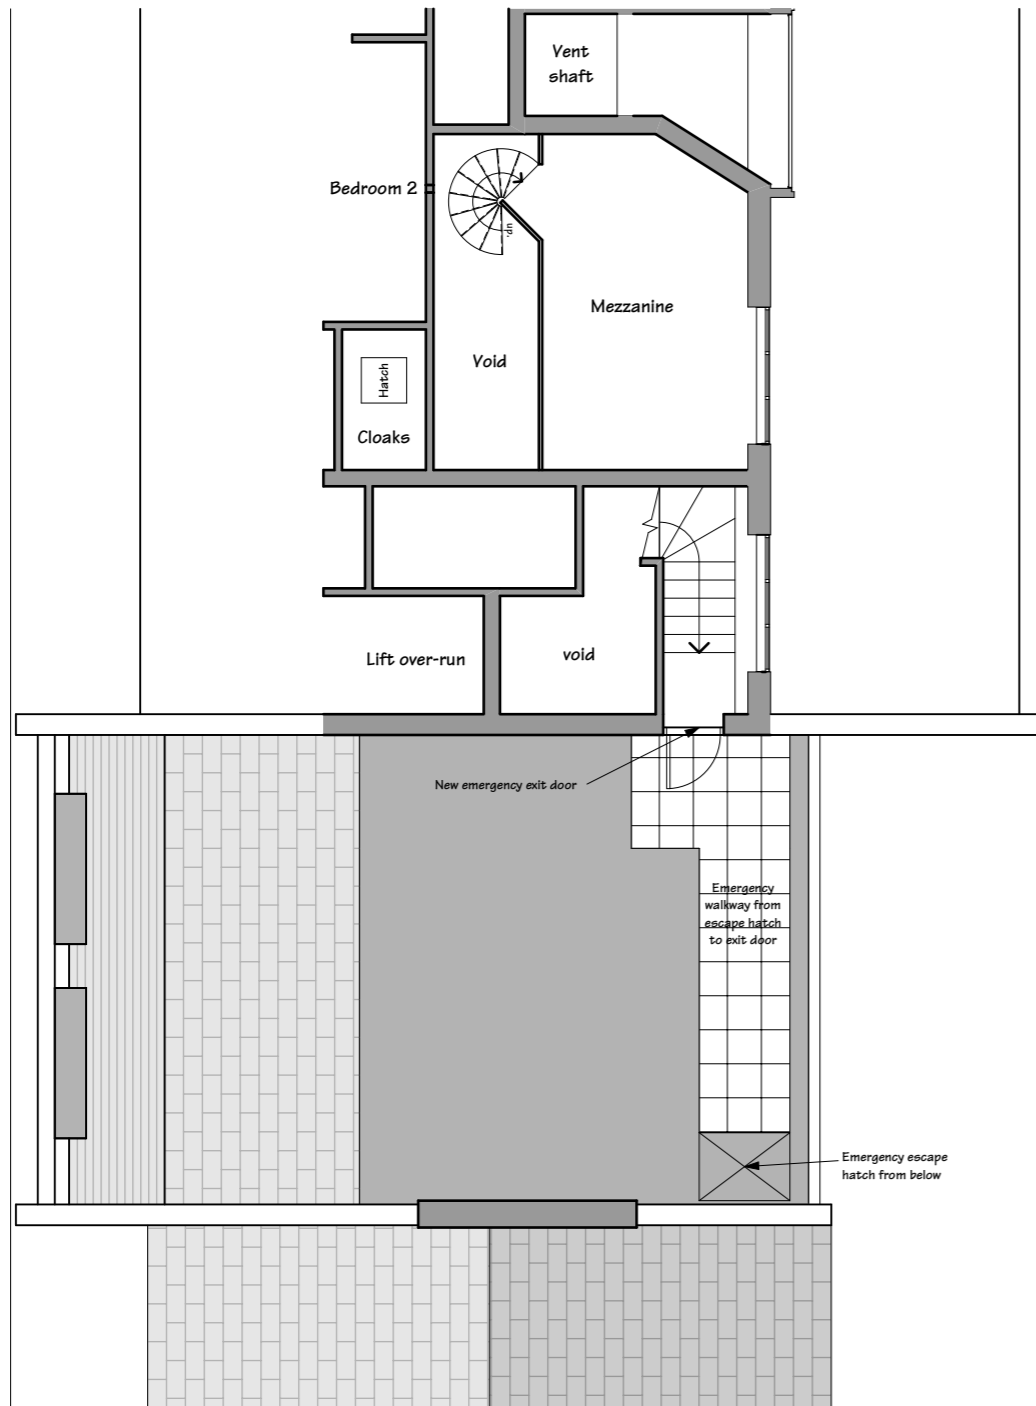 Vent
shaft
Bedroom 2
up.
Mezzanine
Void
Hatch
Cloaks
Lift over-run
void
New emergency exit door
Emergency
walkway from
escape hatch
to exit door
Emergency escape
hatch from below